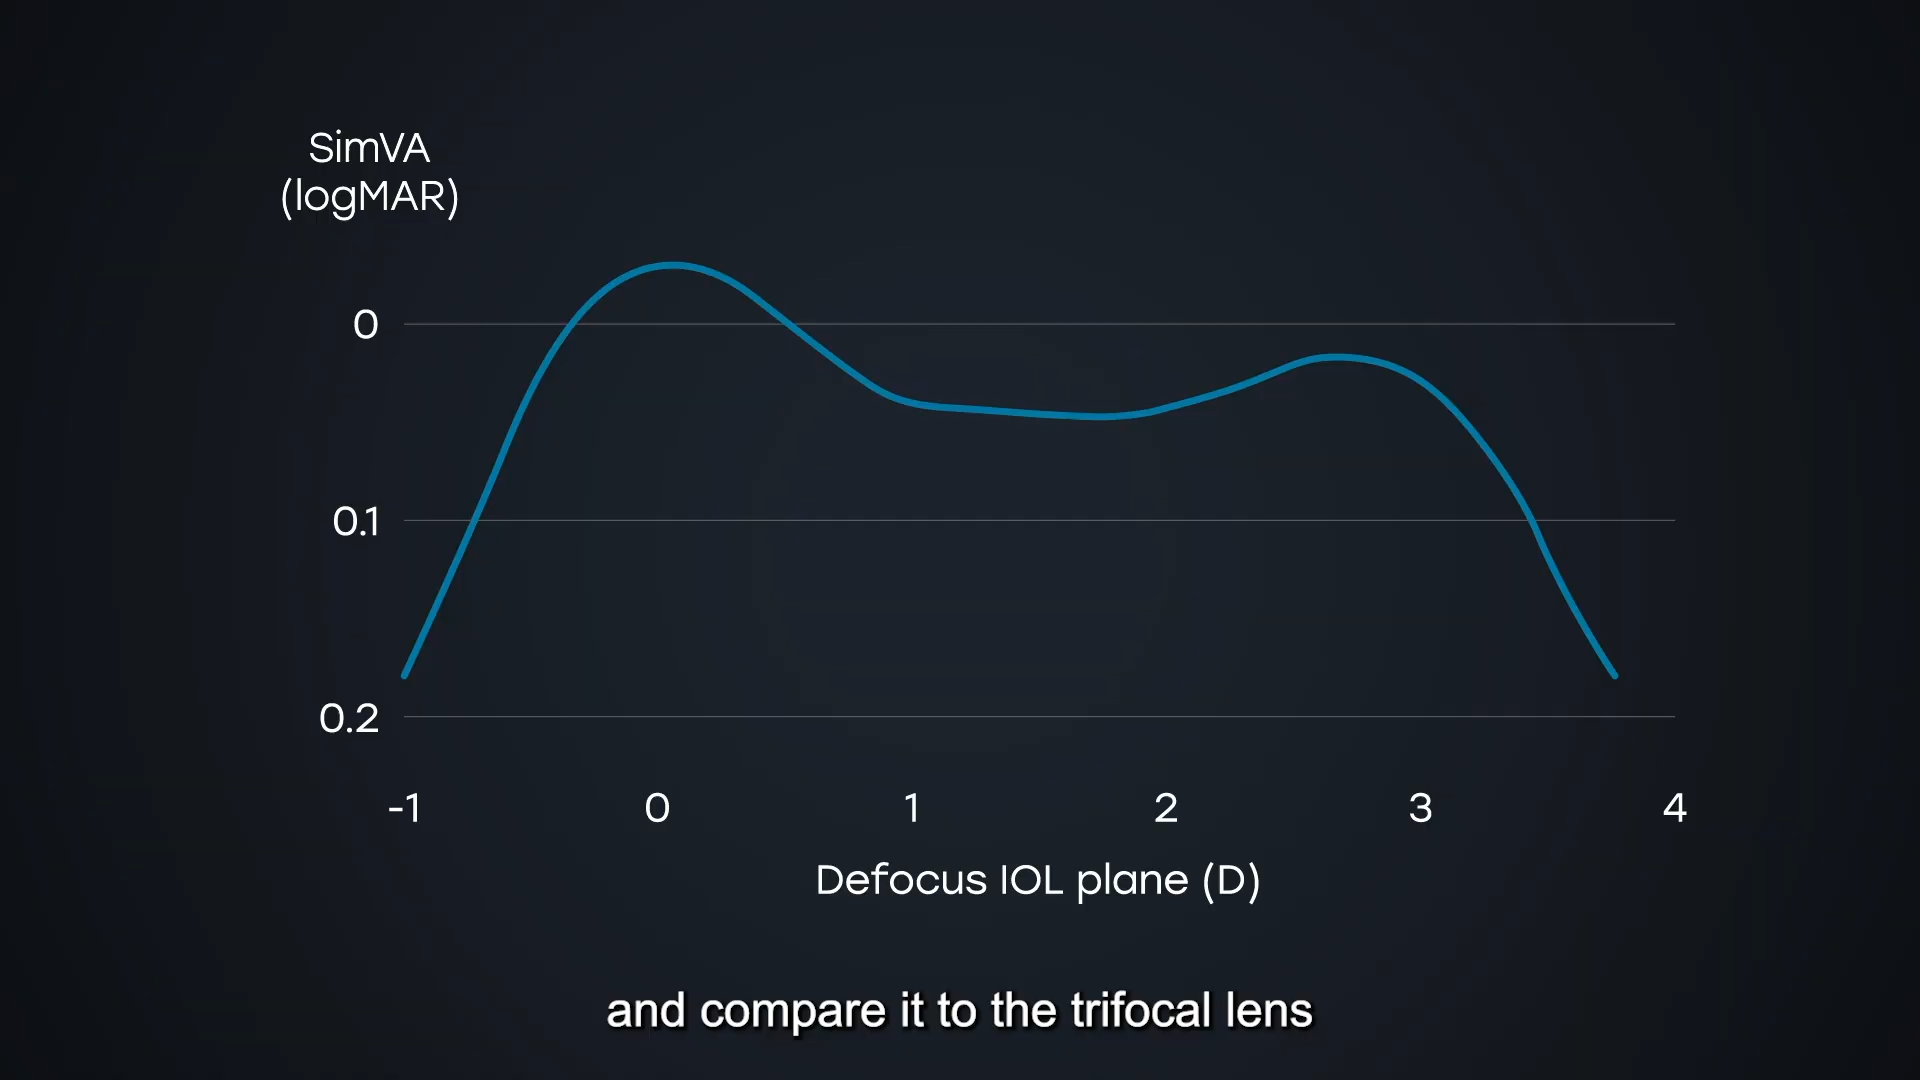 SimVA
(logMAR)
0
0.1
0.2
-1 0 1 2 3 4
Defocus IOL plane (D)
and compare it to the trifocal lens